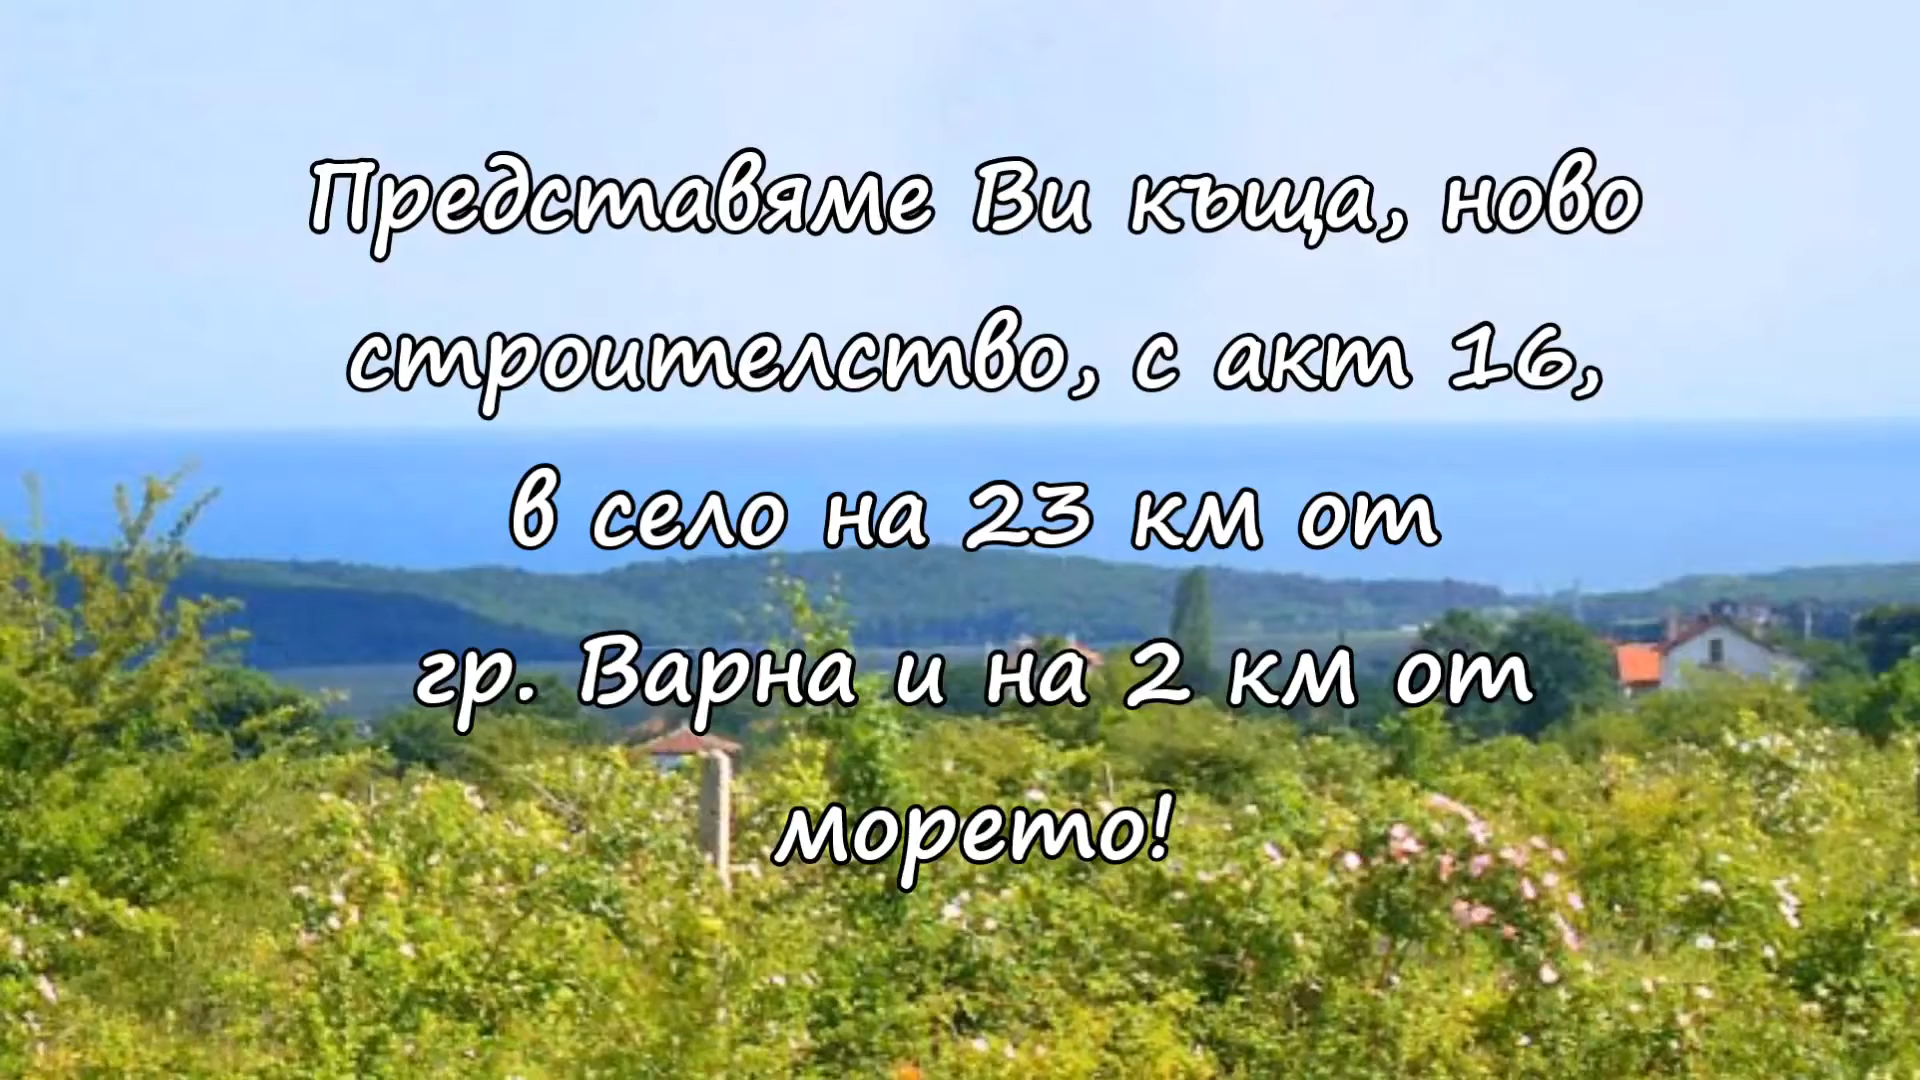 Представяме Ви къща, ново
строителство, с акт 16,
в село на 23 км от
гр. Варна и на 2 км от
морето!